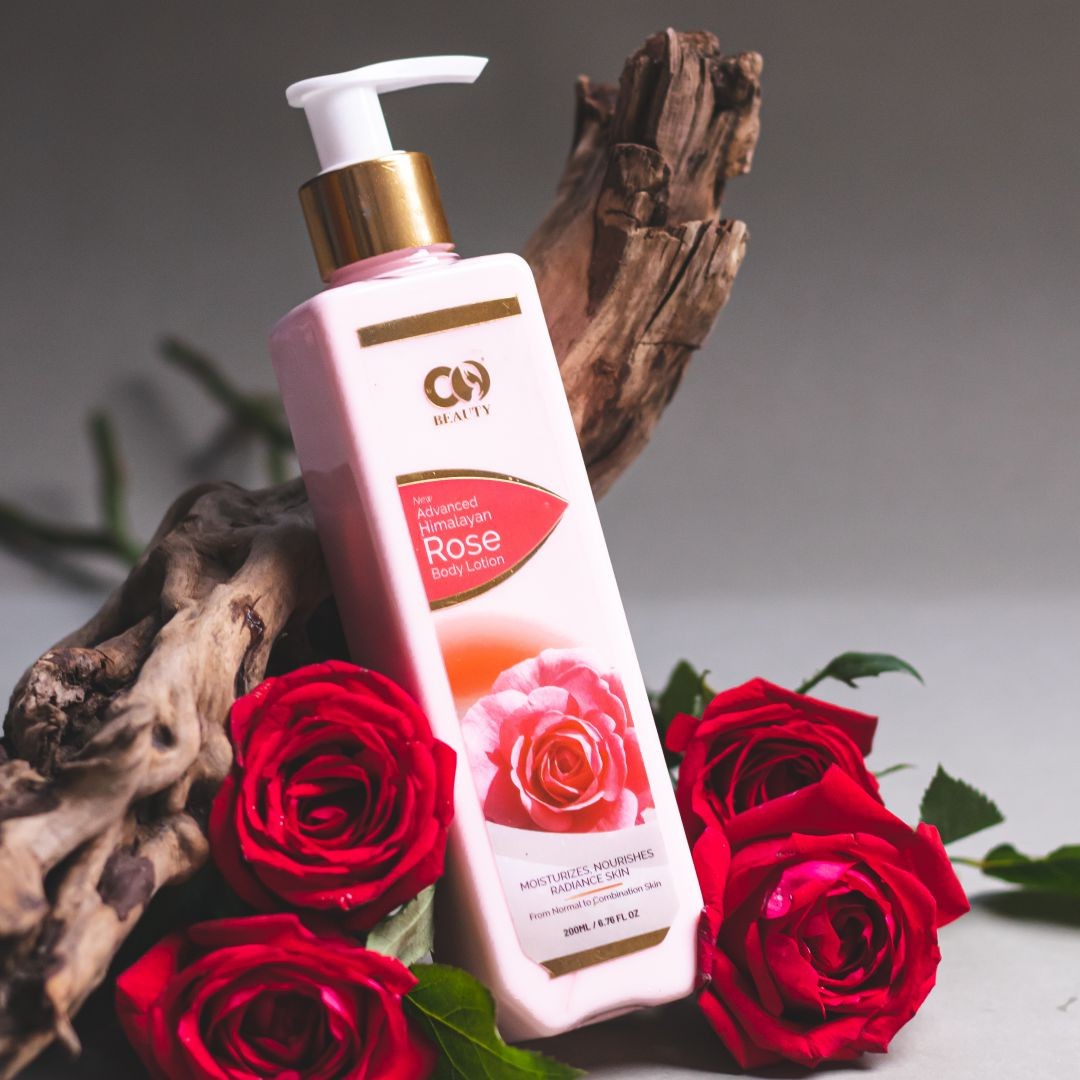 CO
BEAUTY
New
Advanced
Himalayan
Rose
Body Lotion
MOISTURIZES, NOURISHES
RADIANCE SKIN
From Normal to Combination Skin
200ML / 6.76 FL OZ